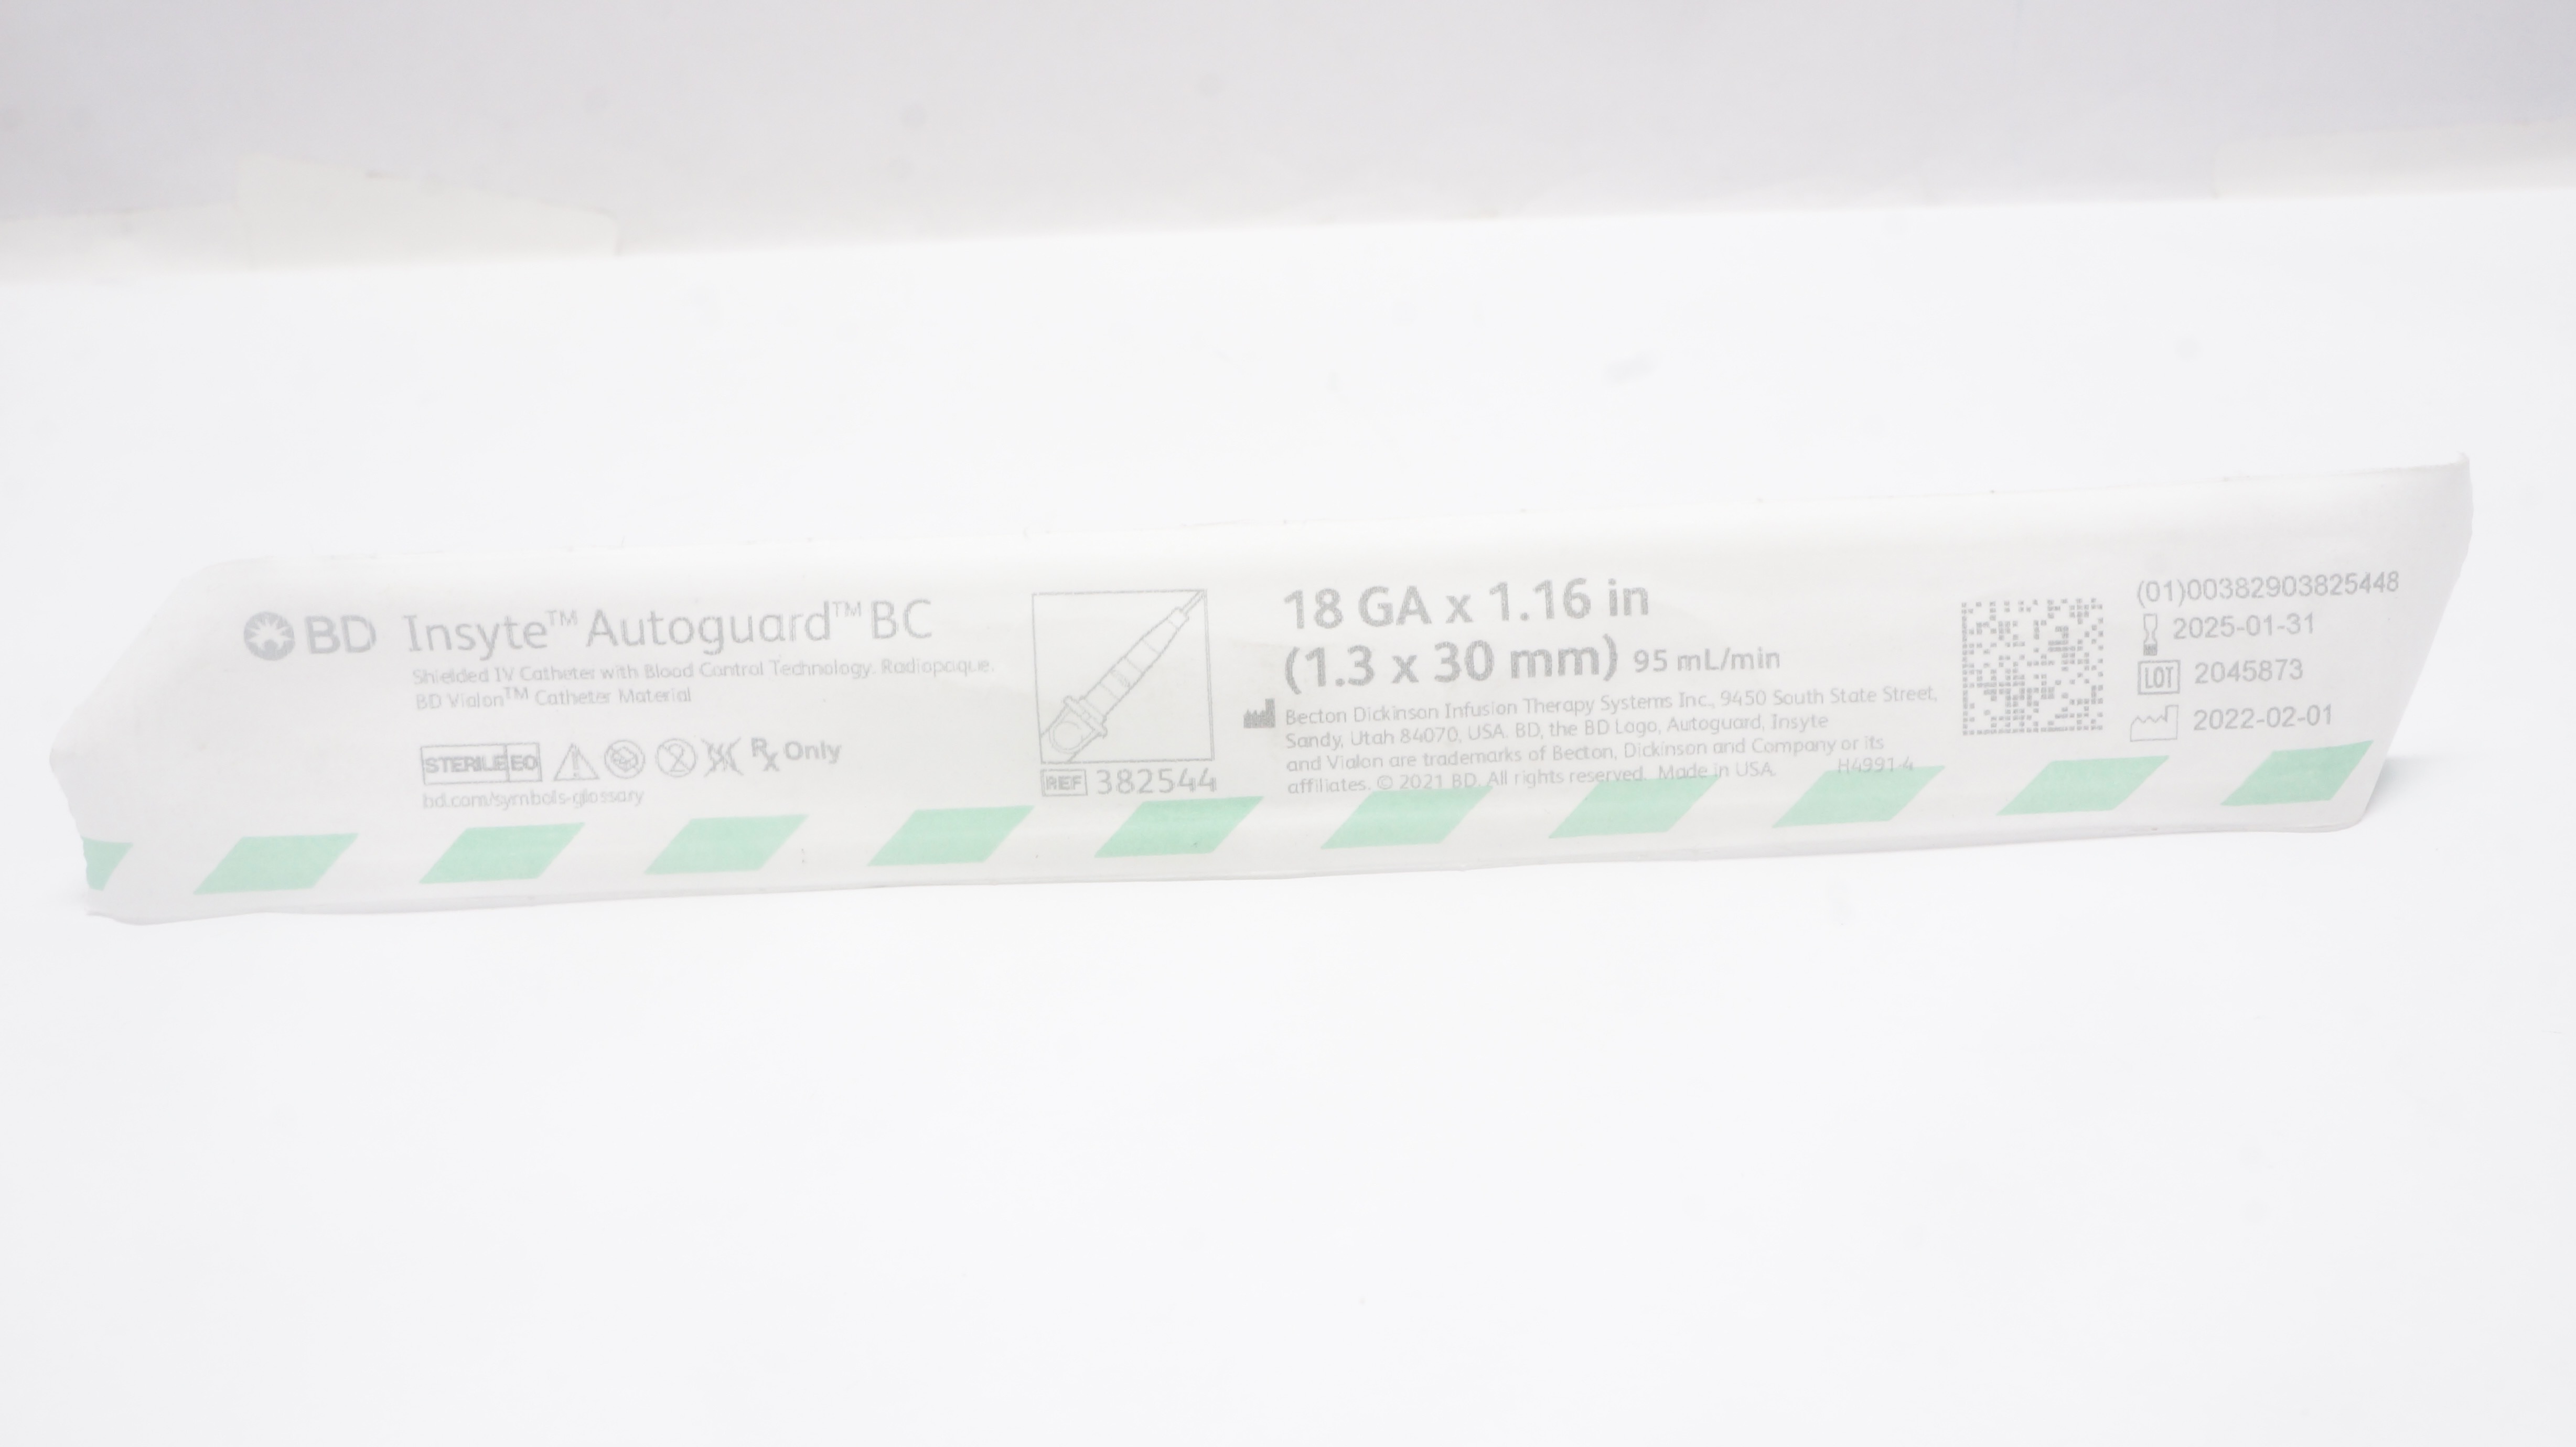 BD Insyte™ Autoguard™ BC
Shielded IV Catheter with Blood Control Technology. Radiopaque.
BD Vialon™ Catheter Material
STERILE EO Rx Only
bd.com/symbols-glossary
REF 382544
18 GA x 1.16 in
(1.3 x 30 mm) 95 mL/min
Becton Dickinson Infusion Therapy Systems Inc., 9450 South State Street,
Sandy, Utah 84070, USA. BD, the BD Logo, Autoguard, Insyte
and Vialon are trademarks of Becton, Dickinson and Company or its
affiliates. © 2021 BD. All rights reserved. Made in USA. H4991-4
(01)00382903825448
2025-01-31
LOT 2045873
2022-02-01